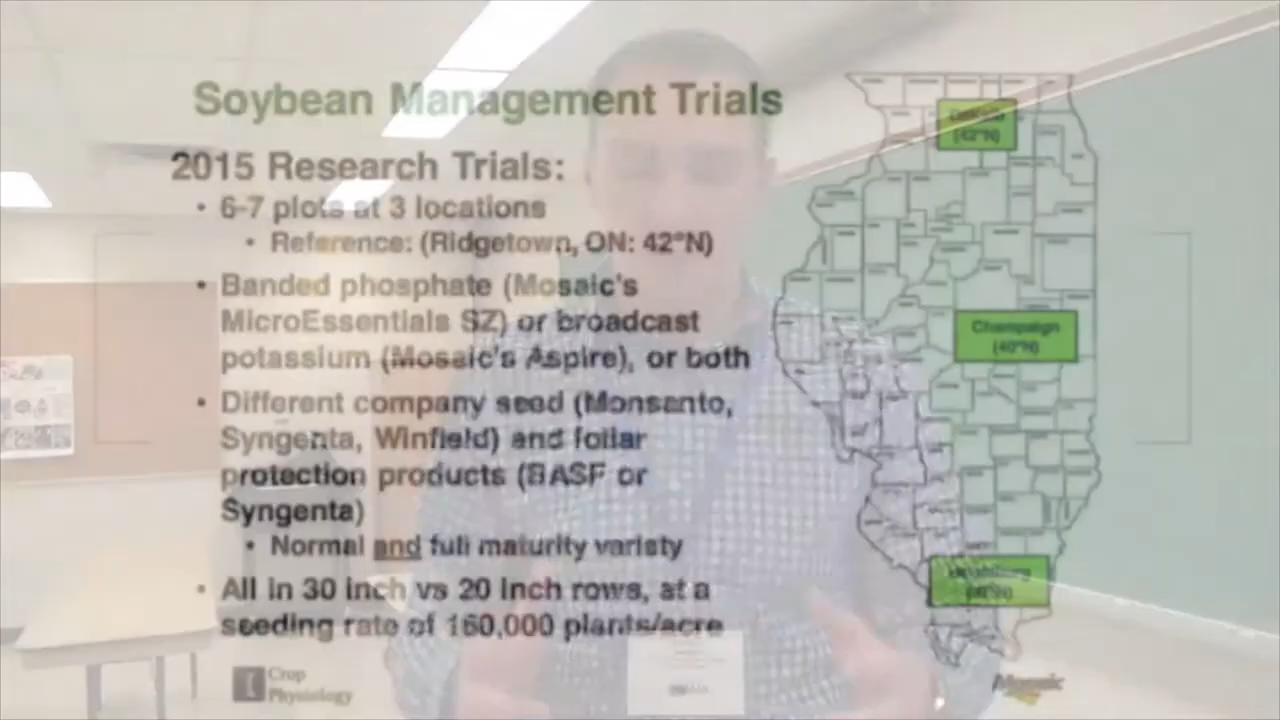 Soybean Management Trials
2015 Research Trials:
• 6-7 plots at 3 locations
• Reference: (Ridgetown, ON: 42°N)
• Banded phosphate (Mosaic's
MicroEssentials SZ) or broadcast
potassium (Mosaic's Aspire), or both
• Different company seed (Monsanto,
Syngenta, Winfield) and foliar
protection products (BASF or
Syngenta)
• Normal and full maturity variety
• All in 30 inch vs 20 inch rows, at a
seeding rate of 160,000 plants/acre
(42°N)
Champaign
(40°N)
I Crop
Physiology
Mosaic